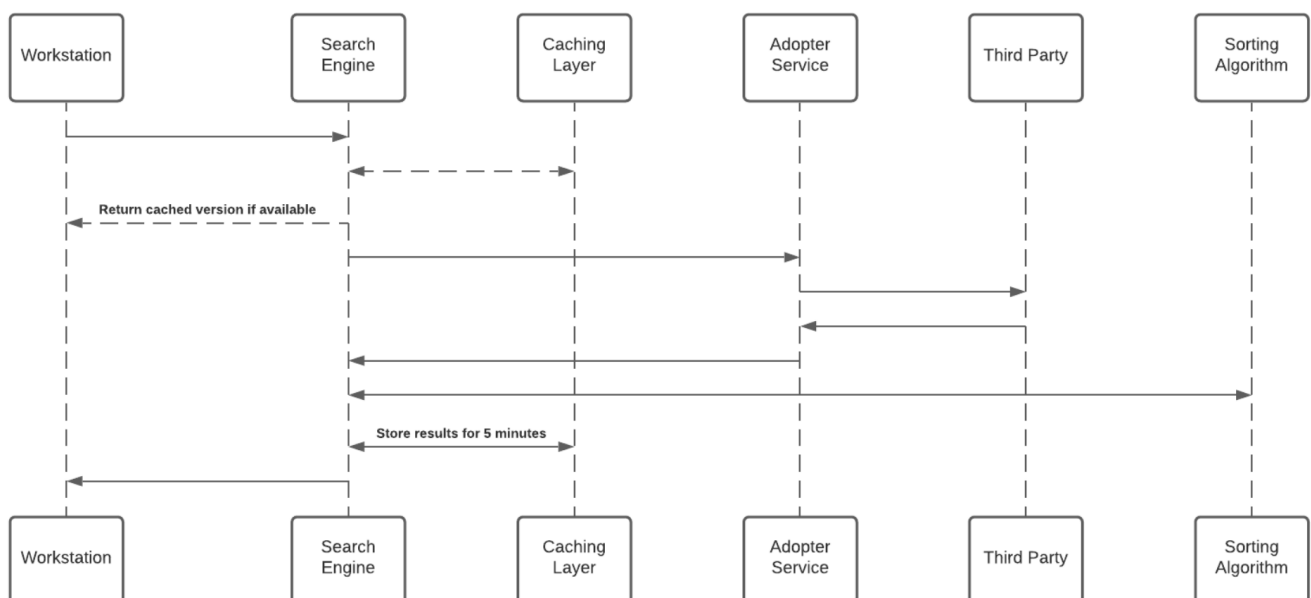 Workstation
Search
Engine
Caching
Layer
Adopter
Service
Third Party
Sorting
Algorithm
Return cached version if available
Store results for 5 minutes
Workstation
Search
Engine
Caching
Layer
Adopter
Service
Third Party
Sorting
Algorithm